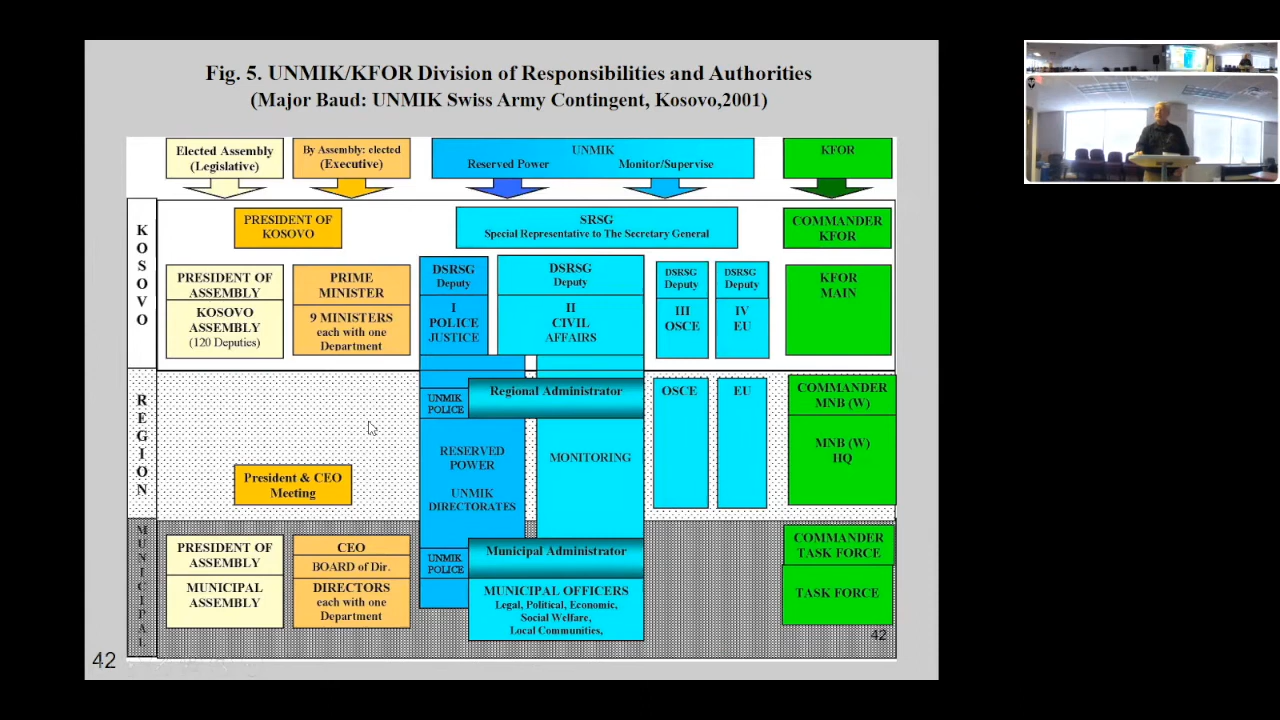 Fig. 5. UNMIK/KFOR Division of Responsibilities and Authorities
(Major Baud: UNMIK Swiss Army Contingent, Kosovo,2001)
Elected Assembly
(Legislative)
By Assembly: elected
(Executive)
UNMIK
Reserved Power
Monitor/Supervise
KFOR
KOSOVO
PRESIDENT OF
KOSOVO
SRSG
Special Representative to The Secretary General
COMMANDER
KFOR
PRESIDENT OF
ASSEMBLY
KOSOVO
ASSEMBLY
(120 Deputies)
PRIME
MINISTER
9 MINISTERS
each with one
Department
DSRSG
Deputy
I
POLICE
JUSTICE
DSRSG
Deputy
II
CIVIL
AFFAIRS
DSRSG
Deputy
III
OSCE
DSRSG
Deputy
IV
EU
KFOR
MAIN
REGION
UNMIK
POLICE
Regional Administrator
OSCE
EU
COMMANDER
MNB (W)
MNB (W)
HQ
RESERVED
POWER
UNMIK
DIRECTORATES
MONITORING
President & CEO
Meeting
MUNICIPAL
PRESIDENT OF
ASSEMBLY
MUNICIPAL
ASSEMBLY
CEO
BOARD of Dir.
DIRECTORS
each with one
Department
UNMIK
POLICE
Municipal Administrator
MUNICIPAL OFFICERS
Legal, Political, Economic,
Social Welfare,
Local Communities,
COMMANDER
TASK FORCE
TASK FORCE
42
42